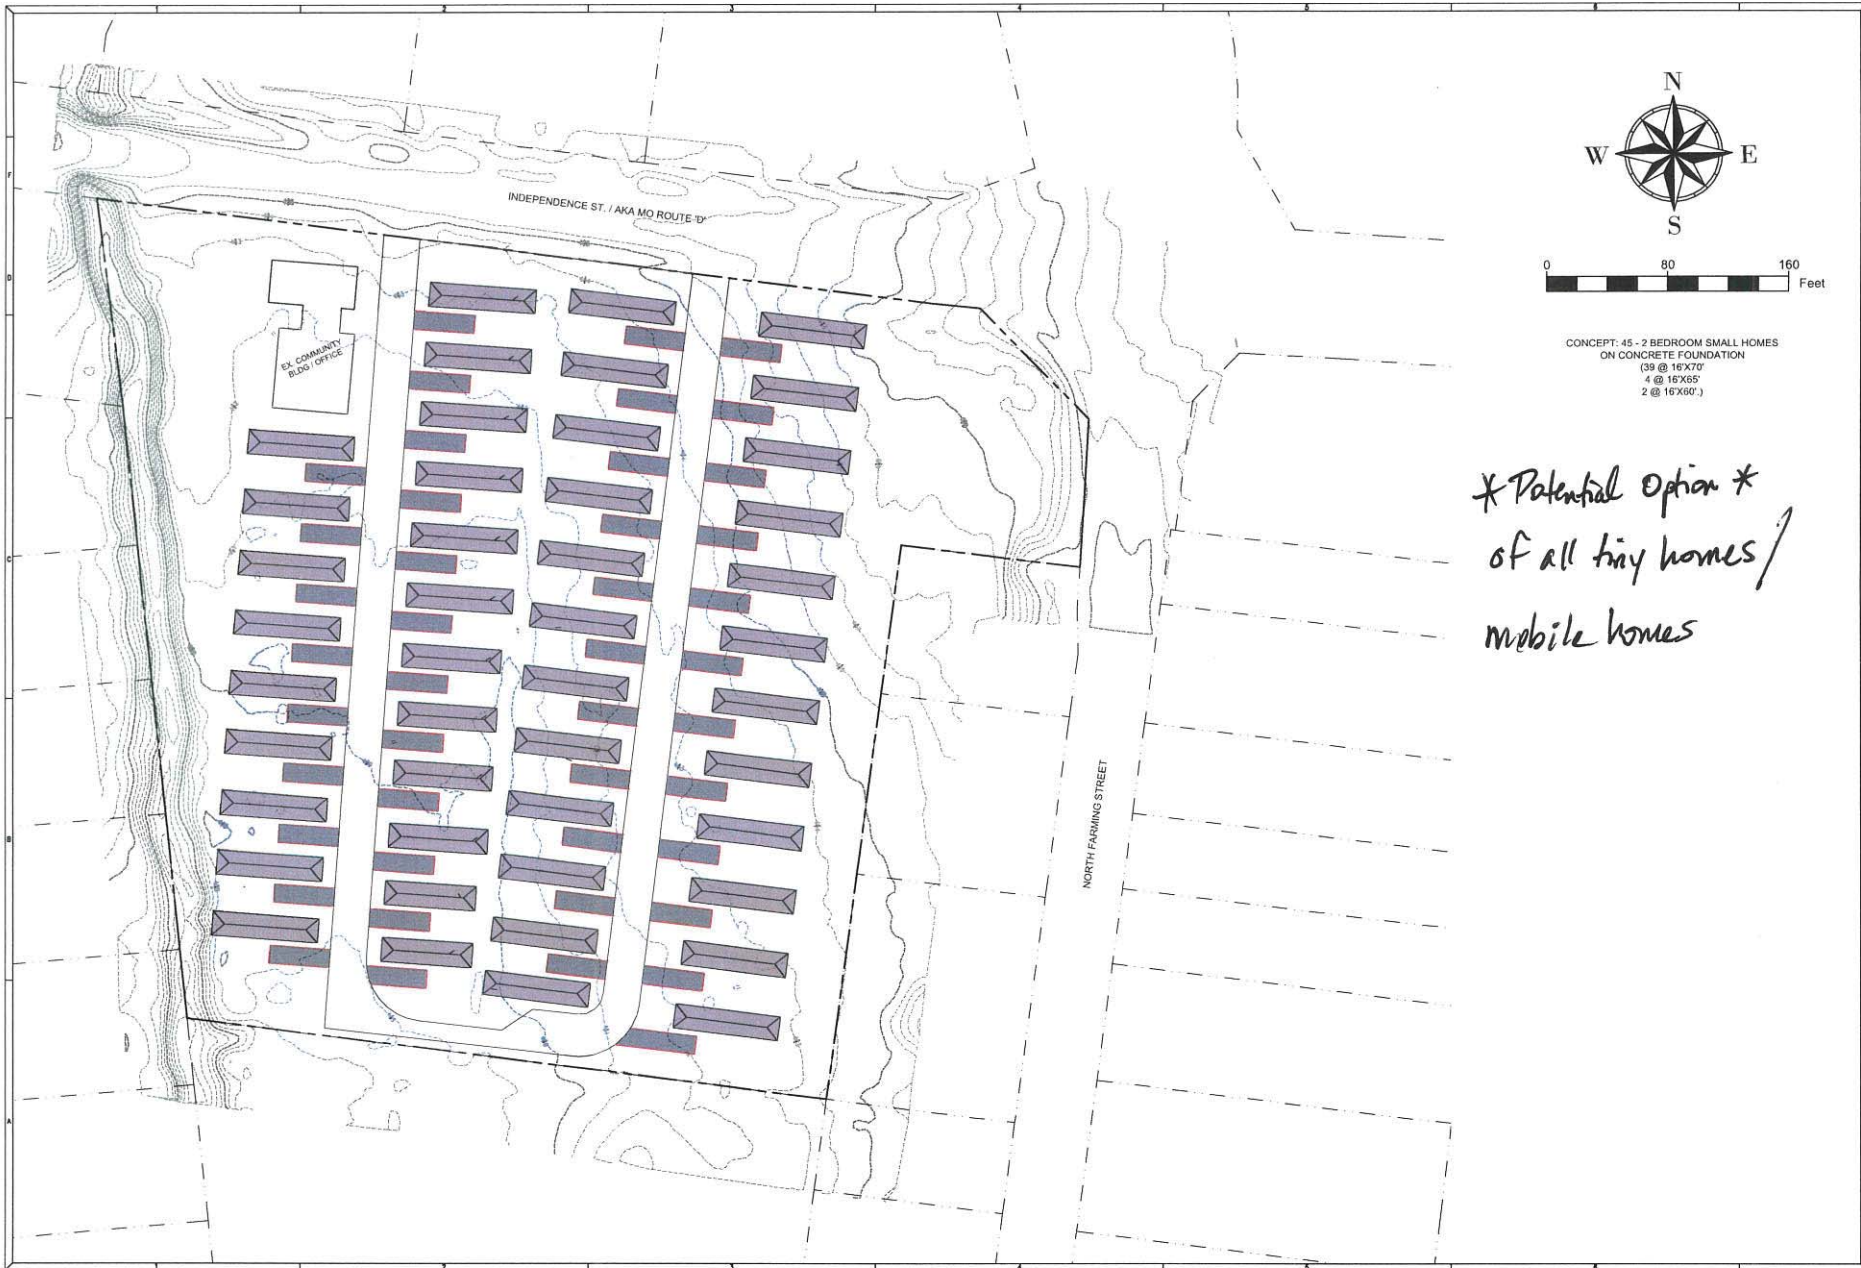 INDEPENDENCE ST. / AKA MO ROUTE "D"
N
W E
S
0 80 160
Feet
EX. COMMUNITY
BLDG / OFFICE
CONCEPT: 45 - 2 BEDROOM SMALL HOMES
ON CONCRETE FOUNDATION
(39 @ 16'X70'
4 @ 16'X65'
2 @ 16'X60'.)
* Potential Option *
of all tiny homes /
mobile homes
NORTH FARMING STREET